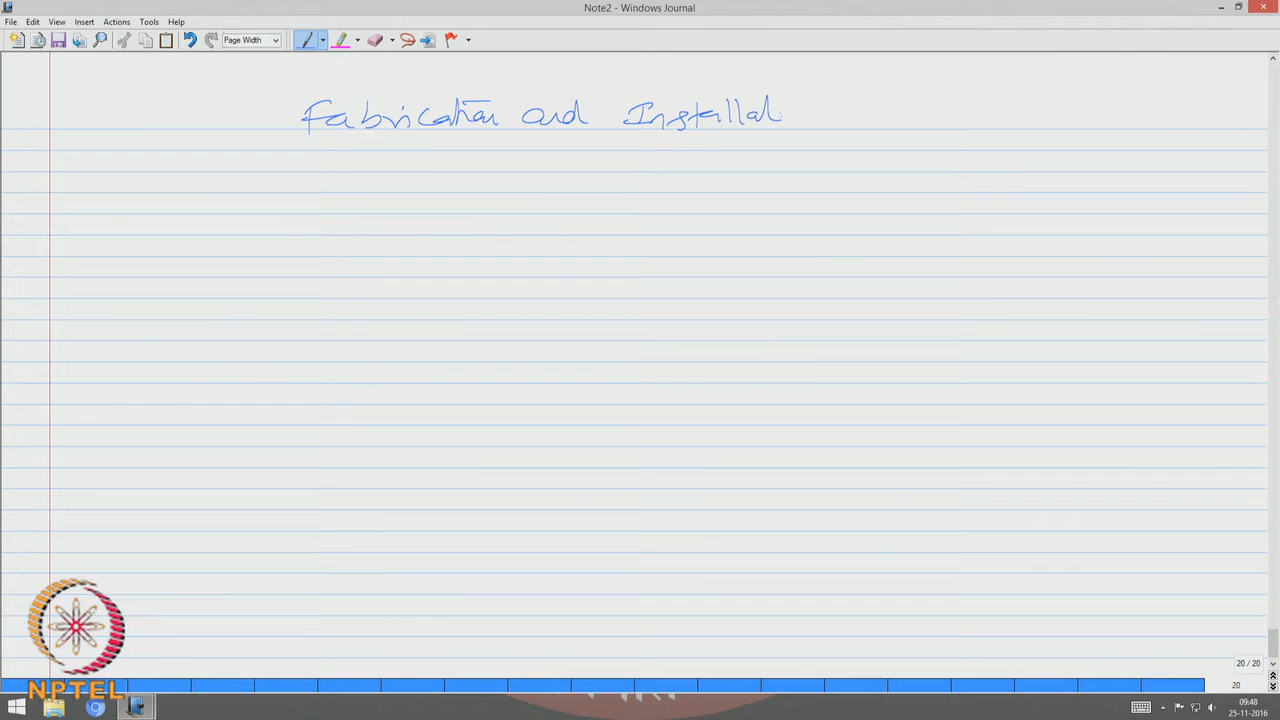 Note2 - Windows Journal
File Edit View Insert Actions Tools Help
Page Width
Fabrication and Installat
20 / 20
20
NPTEL
09:48
25-11-2016